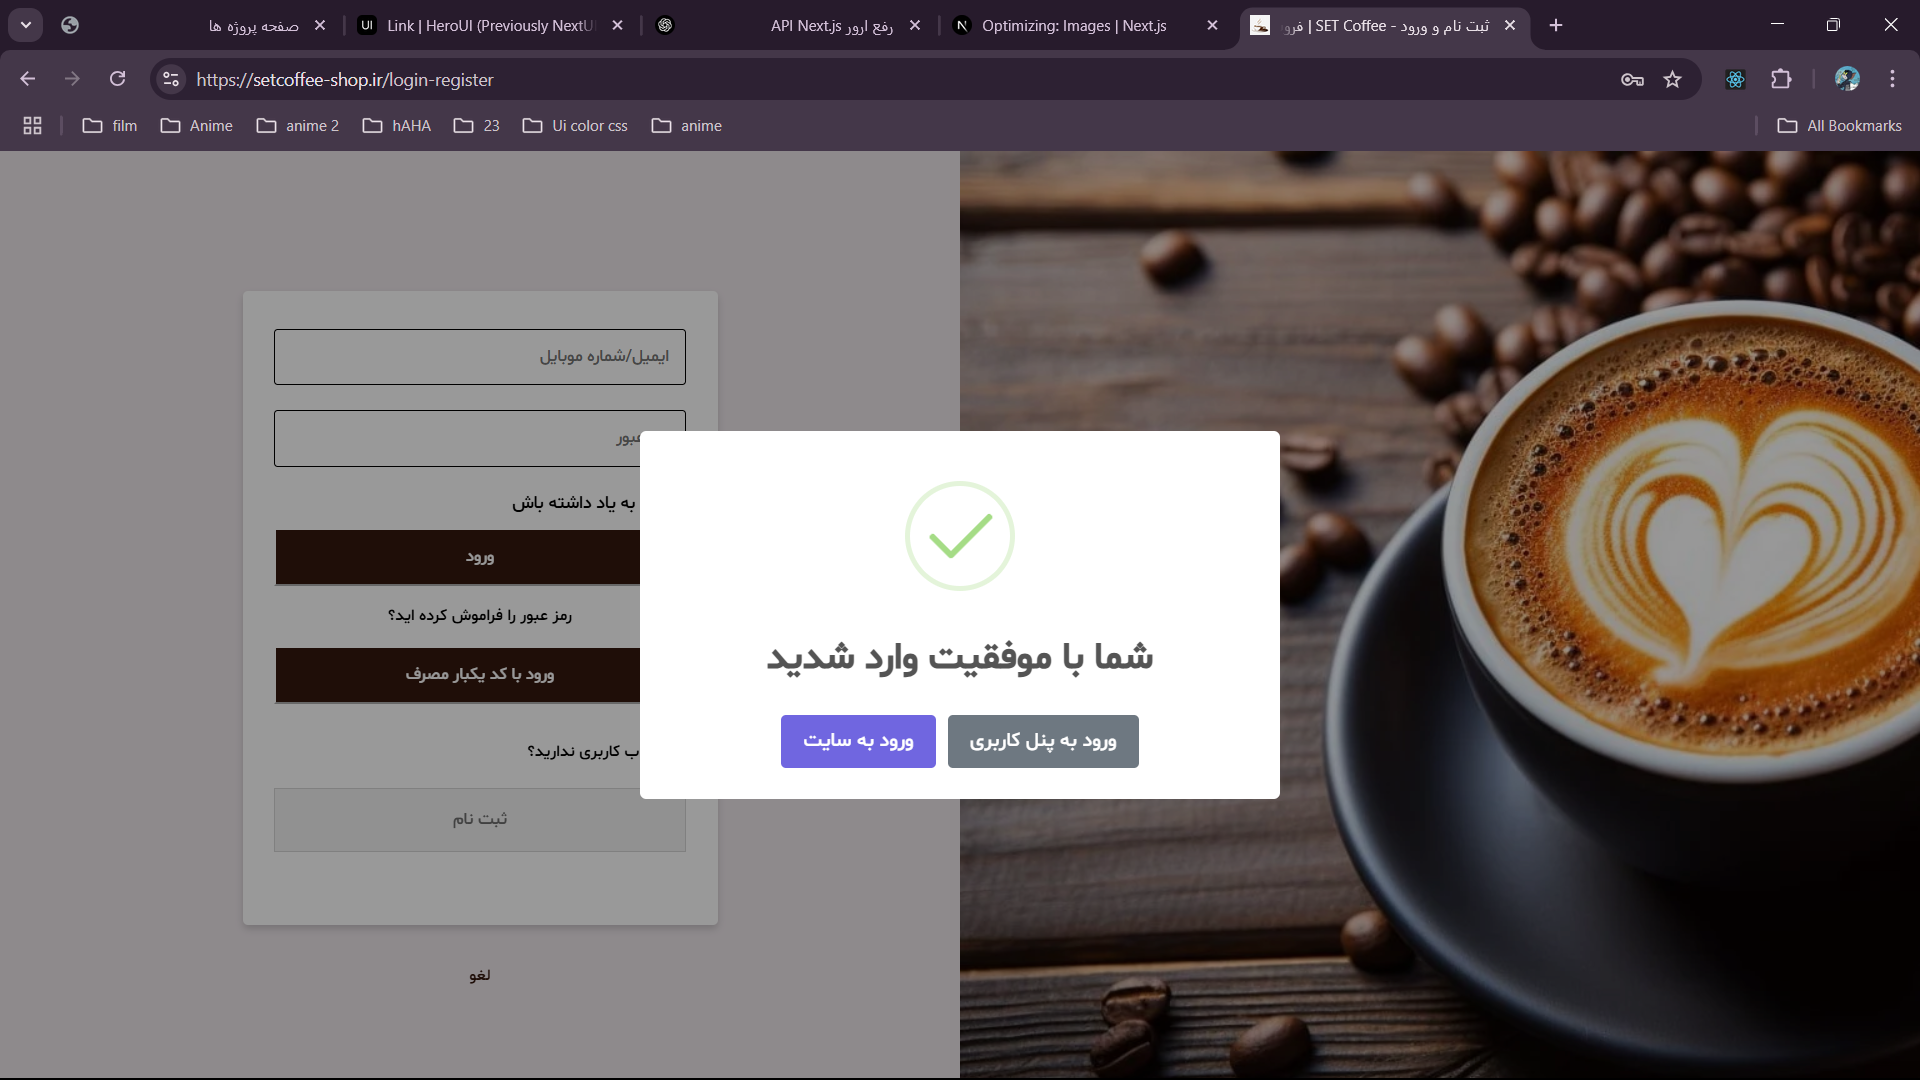 صفحه پروژه ها
Link | HeroUI (Previously NextUI
رفع ارور API Next.js
Optimizing: Images | Next.js
ثبت نام و ورود - SET Coffee | فرو
https://setcoffee-shop.ir/login-register
film
Anime
anime 2
hAHA
23
Ui color css
anime
All Bookmarks
ایمیل/شماره موبایل
عبور
به یاد داشته باش
ورود
رمز عبور را فراموش کرده اید؟
ورود با کد یکبار مصرف
ب کاربری ندارید؟
ثبت نام
لغو
شما با موفقیت وارد شدید
ورود به پنل کاربری
ورود به سایت